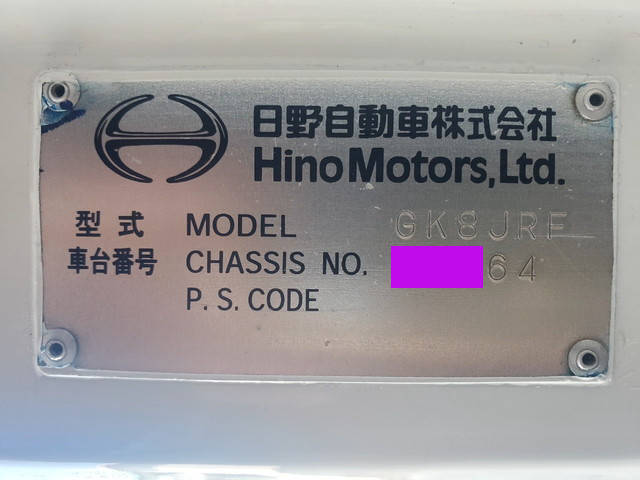 日野自動車株式会社
Hino Motors, Ltd.
型式 MODEL GK8JRF
車台番号 CHASSIS NO. 64
P. S. CODE